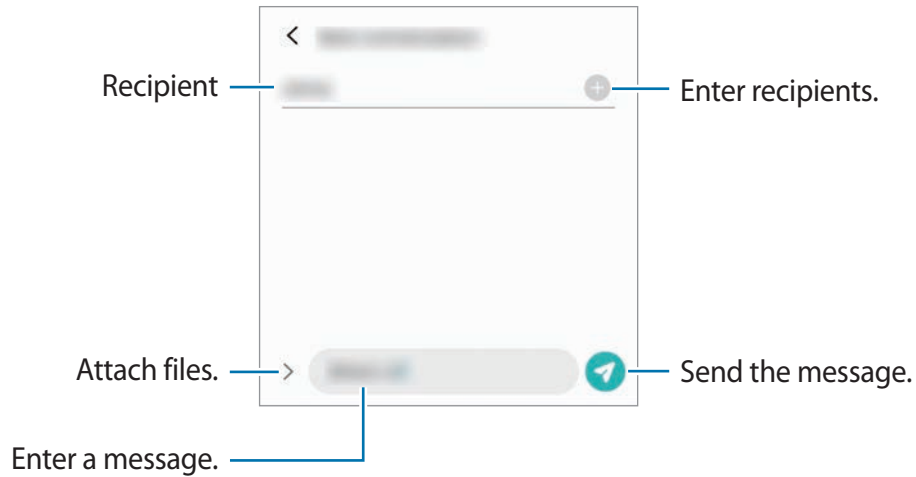 Recipient
Enter recipients.
Attach files.
Send the message.
Enter a message.